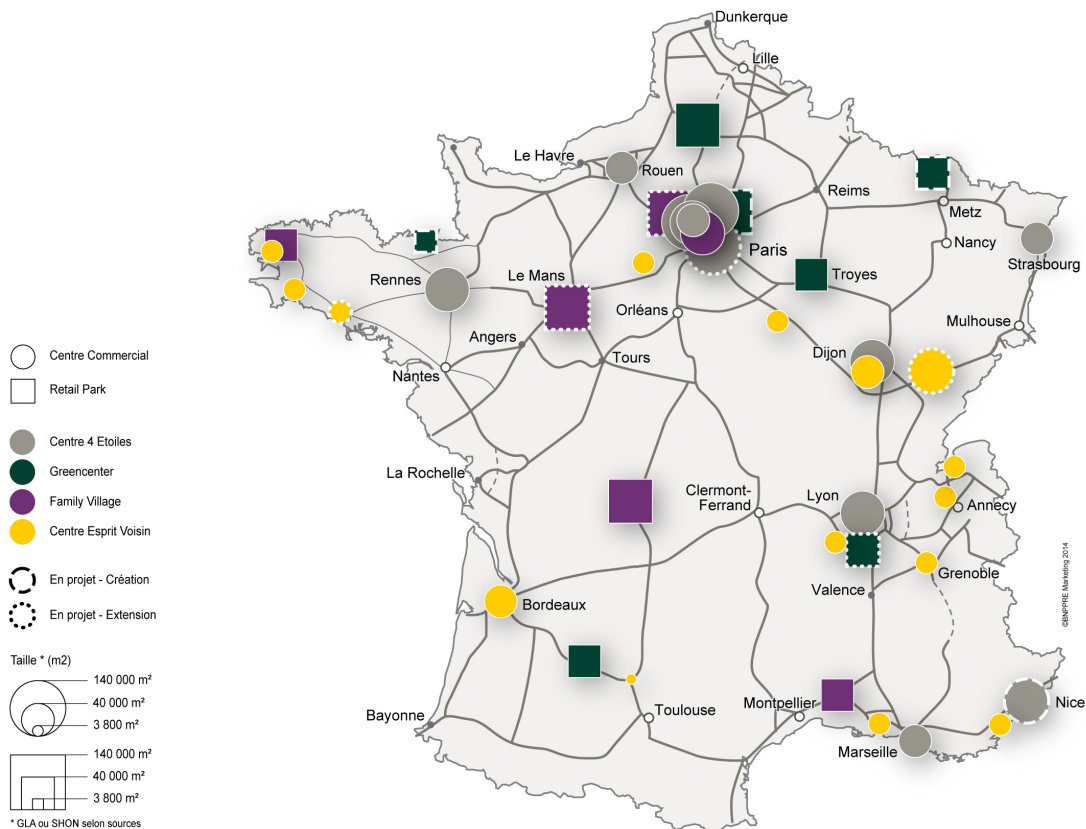 Dunkerque
Lille
Le Havre
Rouen
Reims
Metz
Paris
Nancy
Strasbourg
Rennes
Le Mans
Troyes
Orléans
Mulhouse
Angers
Dijon
Tours
Nantes
La Rochelle
Clermont-
Ferrand
Lyon
Annecy
Grenoble
Valence
Bordeaux
Montpellier
Nice
Bayonne
Toulouse
Marseille
Centre Commercial
Retail Park
Centre 4 Etoiles
Greencenter
Family Village
Centre Esprit Voisin
En projet - Création
En projet - Extension
Taille * (m2)
140 000 m²
40 000 m²
3 800 m²
140 000 m²
40 000 m²
3 800 m²
* GLA ou SHON selon sources
©BNPPRE Marketing 2014